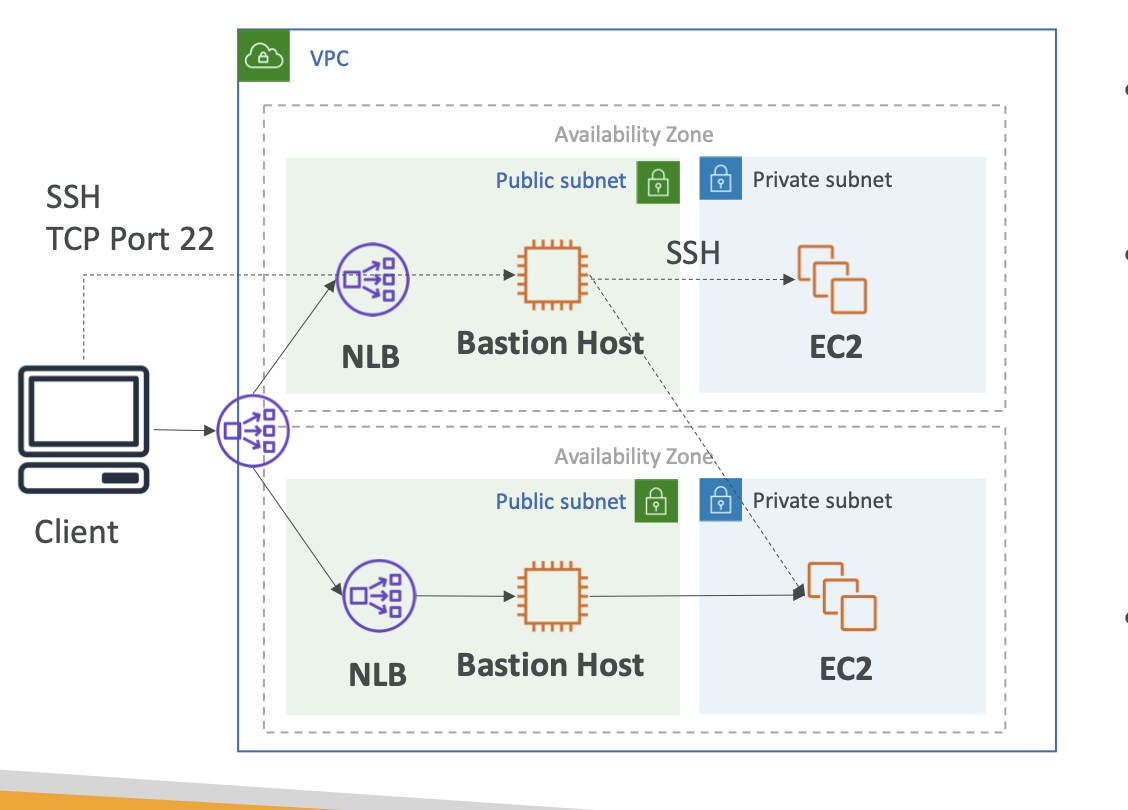 VPC
Availability Zone
Public subnet
Private subnet
SSH
TCP Port 22
SSH
NLB
Bastion Host
EC2
Client
Availability Zone
Public subnet
Private subnet
NLB
Bastion Host
EC2